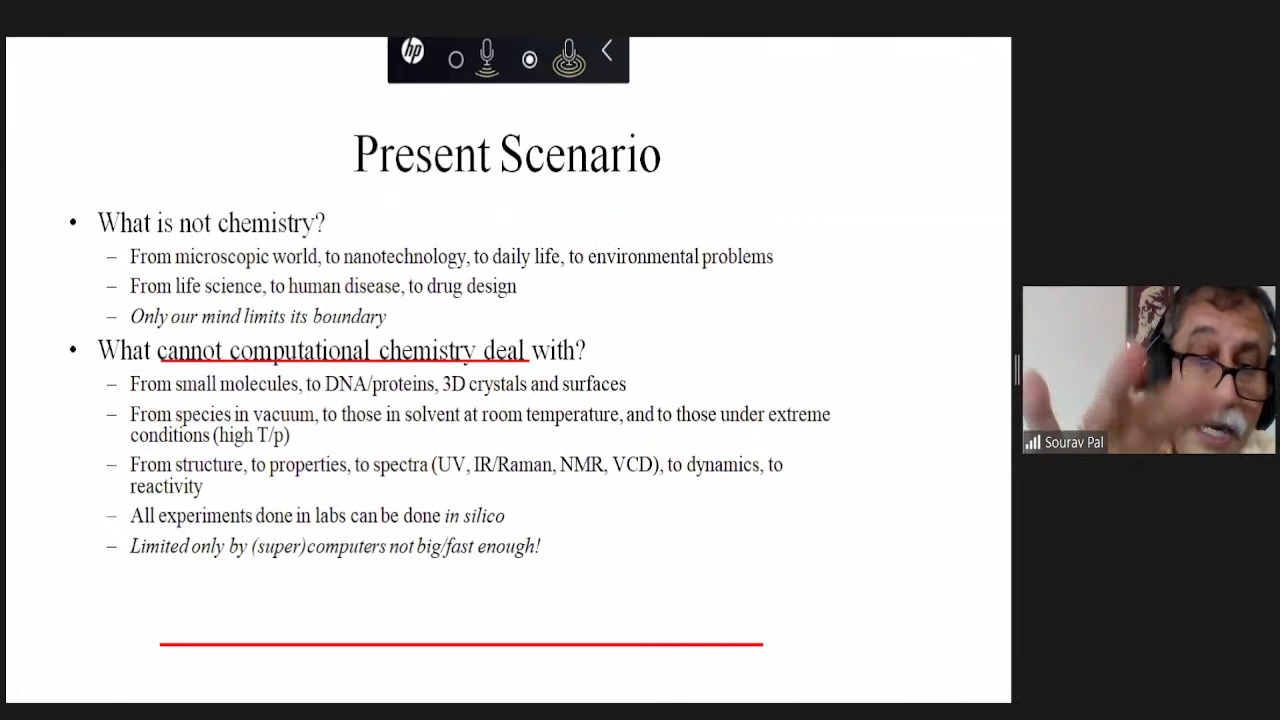 hp
Present Scenario
• What is not chemistry?
– From microscopic world, to nanotechnology, to daily life, to environmental problems
– From life science, to human disease, to drug design
– Only our mind limits its boundary
• What cannot computational chemistry deal with?
– From small molecules, to DNA/proteins, 3D crystals and surfaces
– From species in vacuum, to those in solvent at room temperature, and to those under extreme
conditions (high T/p)
– From structure, to properties, to spectra (UV, IR/Raman, NMR, VCD), to dynamics, to
reactivity
– All experiments done in labs can be done in silico
– Limited only by (super)computers not big/fast enough!
Sourav Pal